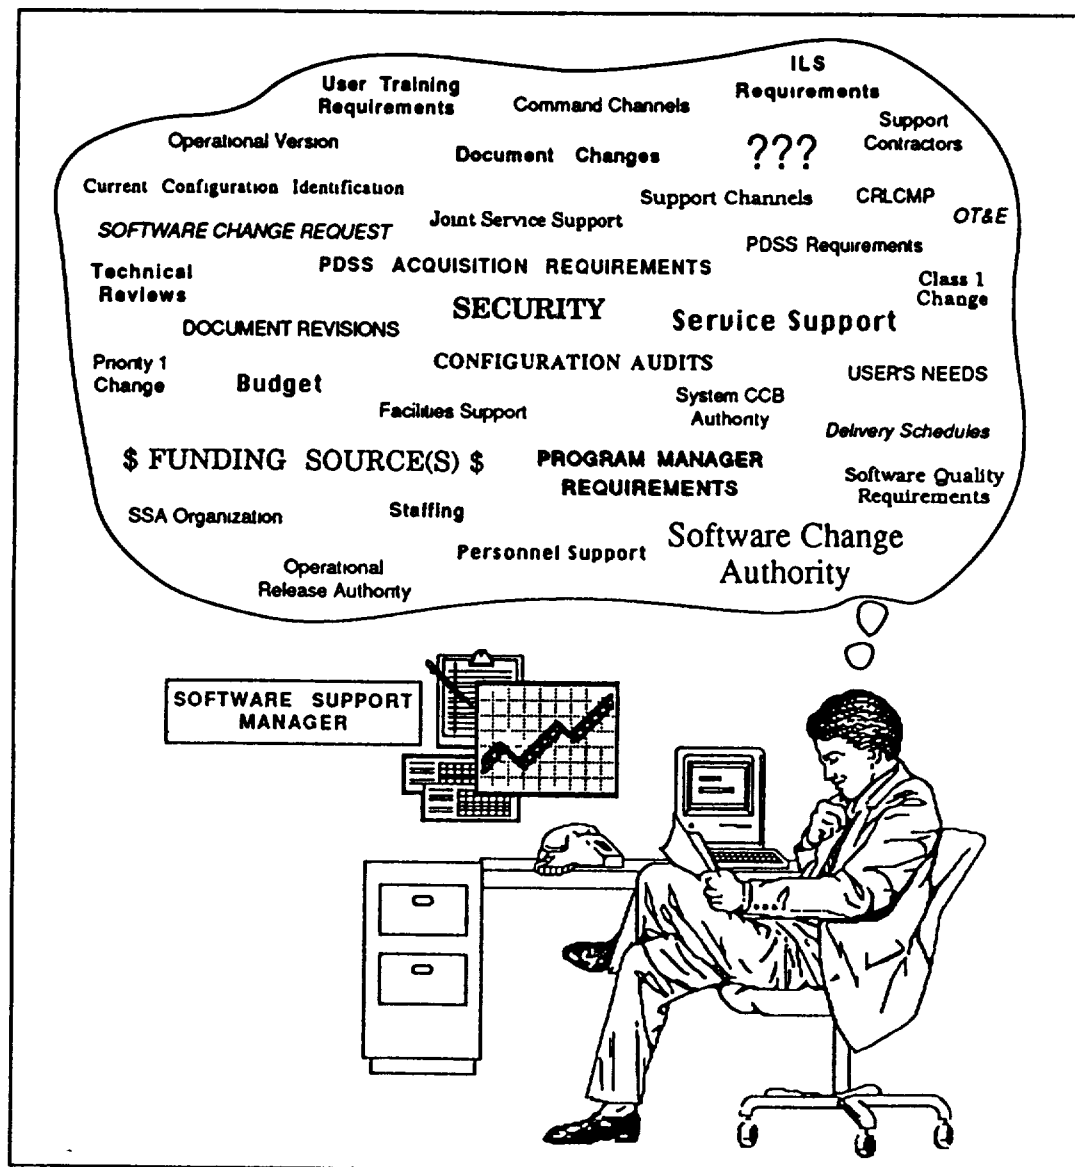 User Training
Requirements
Command Channels
ILS
Requirements
Support
Contractors
Operational Version
Document Changes
???
Current Configuration Identification
Support Channels
CRLCMP
OT&E
SOFTWARE CHANGE REQUEST
Joint Service Support
PDSS Requirements
Technical
Reviews
PDSS ACQUISITION REQUIREMENTS
Class 1
Change
SECURITY
Service Support
DOCUMENT REVISIONS
Priority 1
Change
Budget
CONFIGURATION AUDITS
USER'S NEEDS
Facilities Support
System CCB
Authority
Delivery Schedules
$ FUNDING SOURCE(S) $
PROGRAM MANAGER
REQUIREMENTS
Software Quality
Requirements
SSA Organization
Staffing
Personnel Support
Software Change
Authority
Operational
Release Authority
SOFTWARE SUPPORT
MANAGER